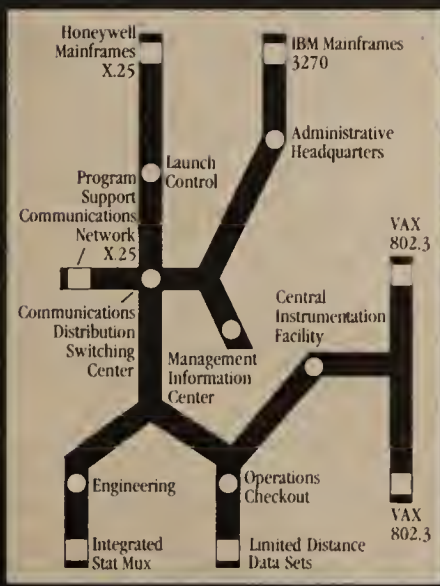 Honeywell
Mainframes
X.25
IBM Mainframes
3270
Administrative
Headquarters
Launch
Control
Program
Support
Communications
Network
X.25
VAX
802.3
Communications
Distribution
Switching
Center
Central
Instrumentation
Facility
Management
Information
Center
Engineering
Operations
Checkout
Integrated
Stat Mux
Limited Distance
Data Sets
VAX
802.3